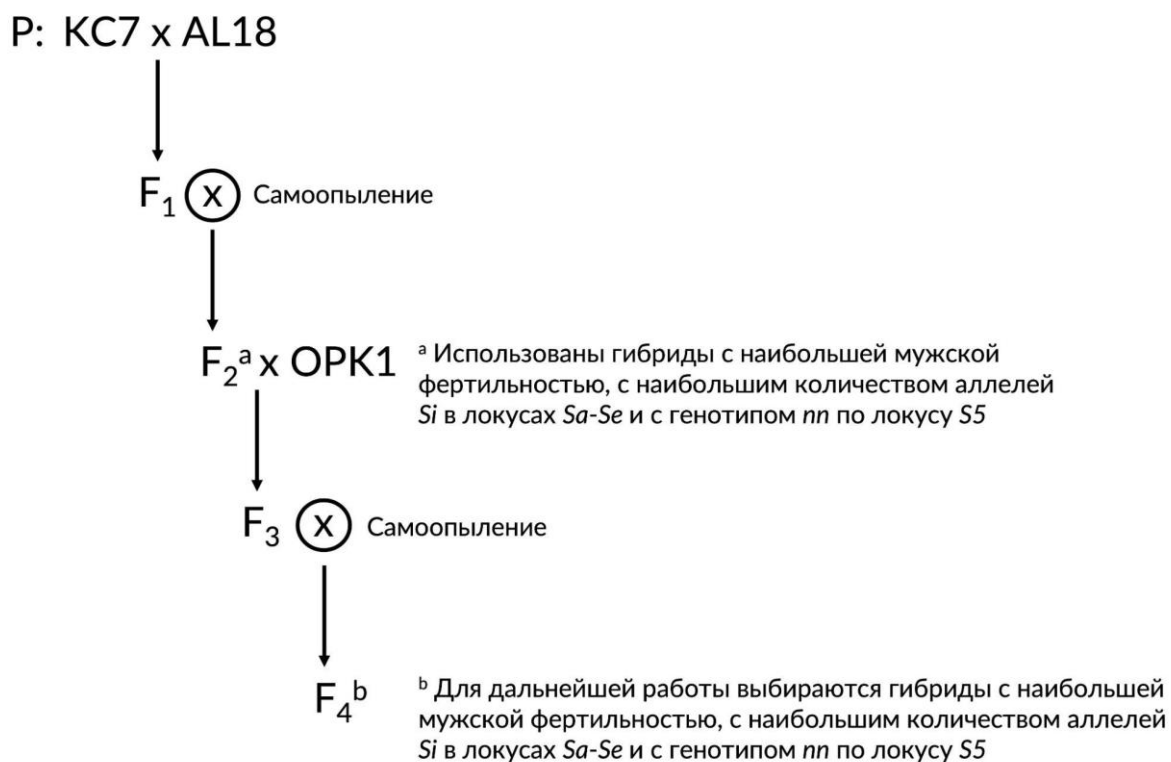 P: KC7 x AL18
F₁ x Самоопыление
F₂ᵃ x OPK1
ᵃ Использованы гибриды с наибольшей мужской
фертильностью, с наибольшим количеством аллелей
Si в локусах Sa-Se и с генотипом nn по локусу S5
F₃ x Самоопыление
F₄ᵇ
ᵇ Для дальнейшей работы выбираются гибриды с наибольшей
мужской фертильностью, с наибольшим количеством аллелей
Si в локусах Sa-Se и с генотипом nn по локусу S5